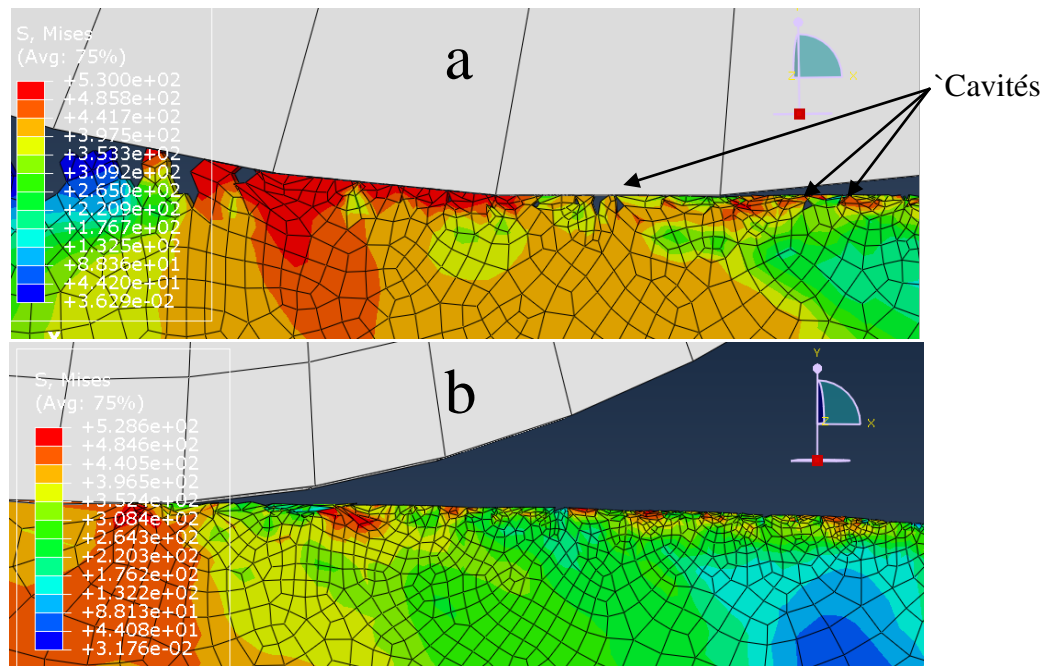 S, Mises
(Avg: 75%)
+5.300e+02
+4.858e+02
+4.417e+02
+3.975e+02
+3.533e+02
+3.092e+02
+2.650e+02
+2.209e+02
+1.767e+02
+1.325e+02
+8.836e+01
+4.420e+01
+3.629e-02
a
Z
X
`Cavités
S, Mises
(Avg: 75%)
+5.286e+02
+4.846e+02
+4.405e+02
+3.965e+02
+3.524e+02
+3.084e+02
+2.643e+02
+2.203e+02
+1.762e+02
+1.322e+02
+8.813e+01
+4.408e+01
+3.176e-02
b
Y
Z
X